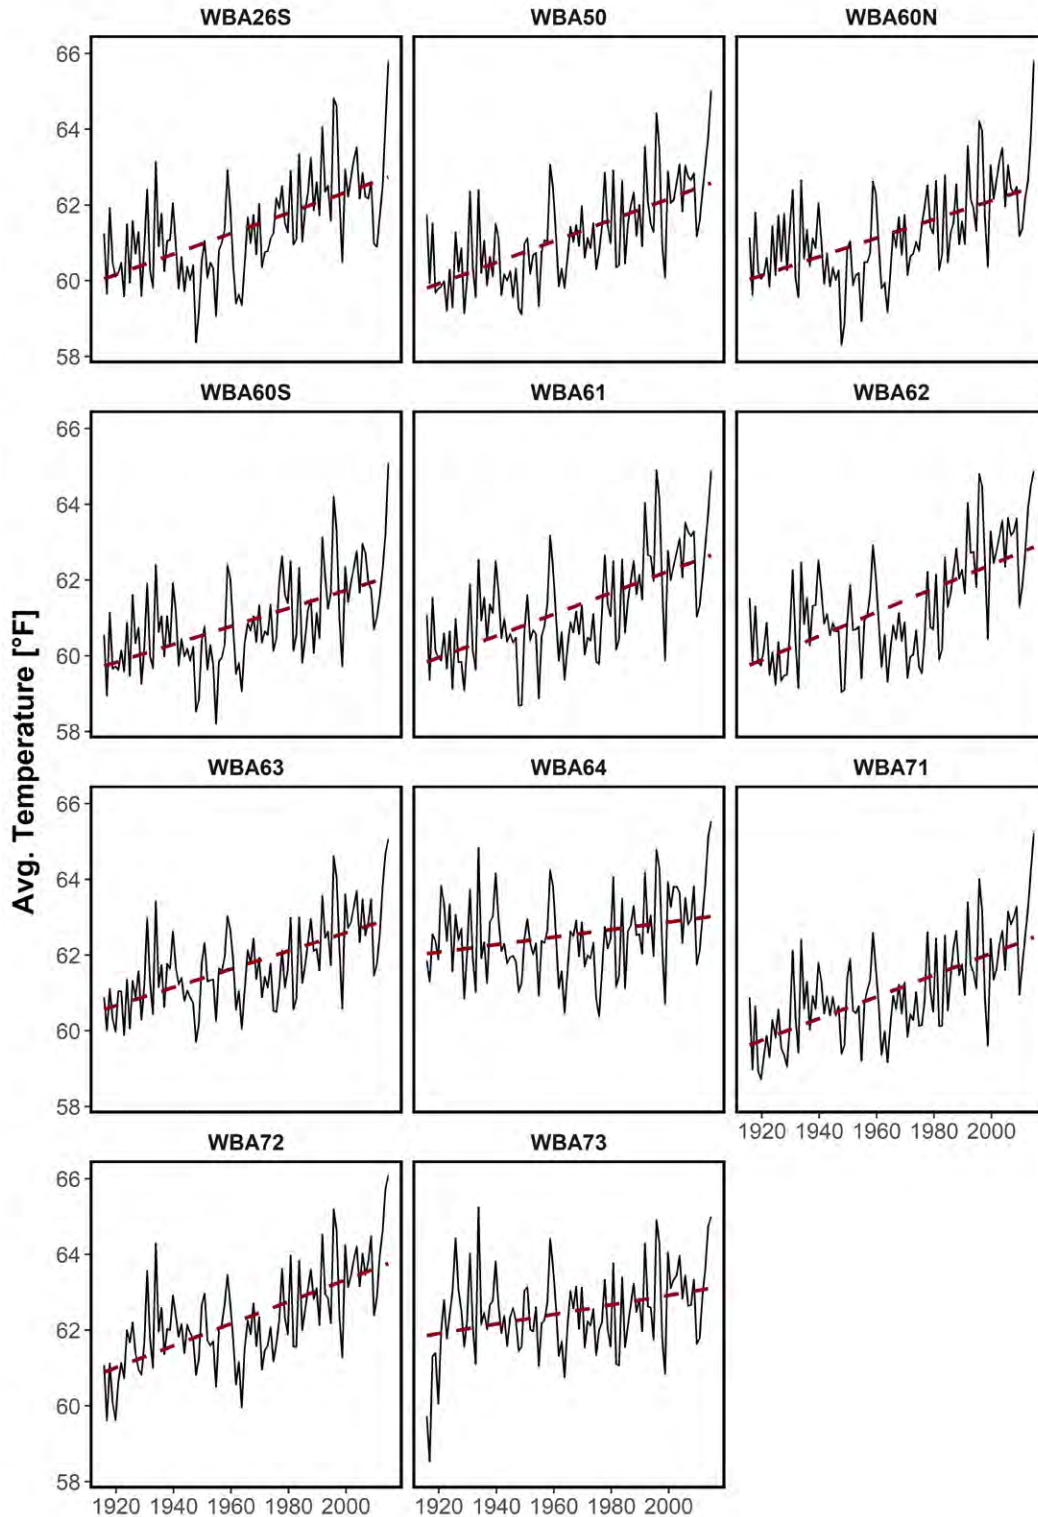 WBA26S WBA50 WBA60N
66
64
62
60
58
WBA60S WBA61 WBA62
66
64
62
60
58
Avg. Temperature [°F]
WBA63 WBA64 WBA71
66
64
62
60
58
1920 1940 1960 1980 2000
WBA72 WBA73
66
64
62
60
58
1920 1940 1960 1980 2000 1920 1940 1960 1980 2000